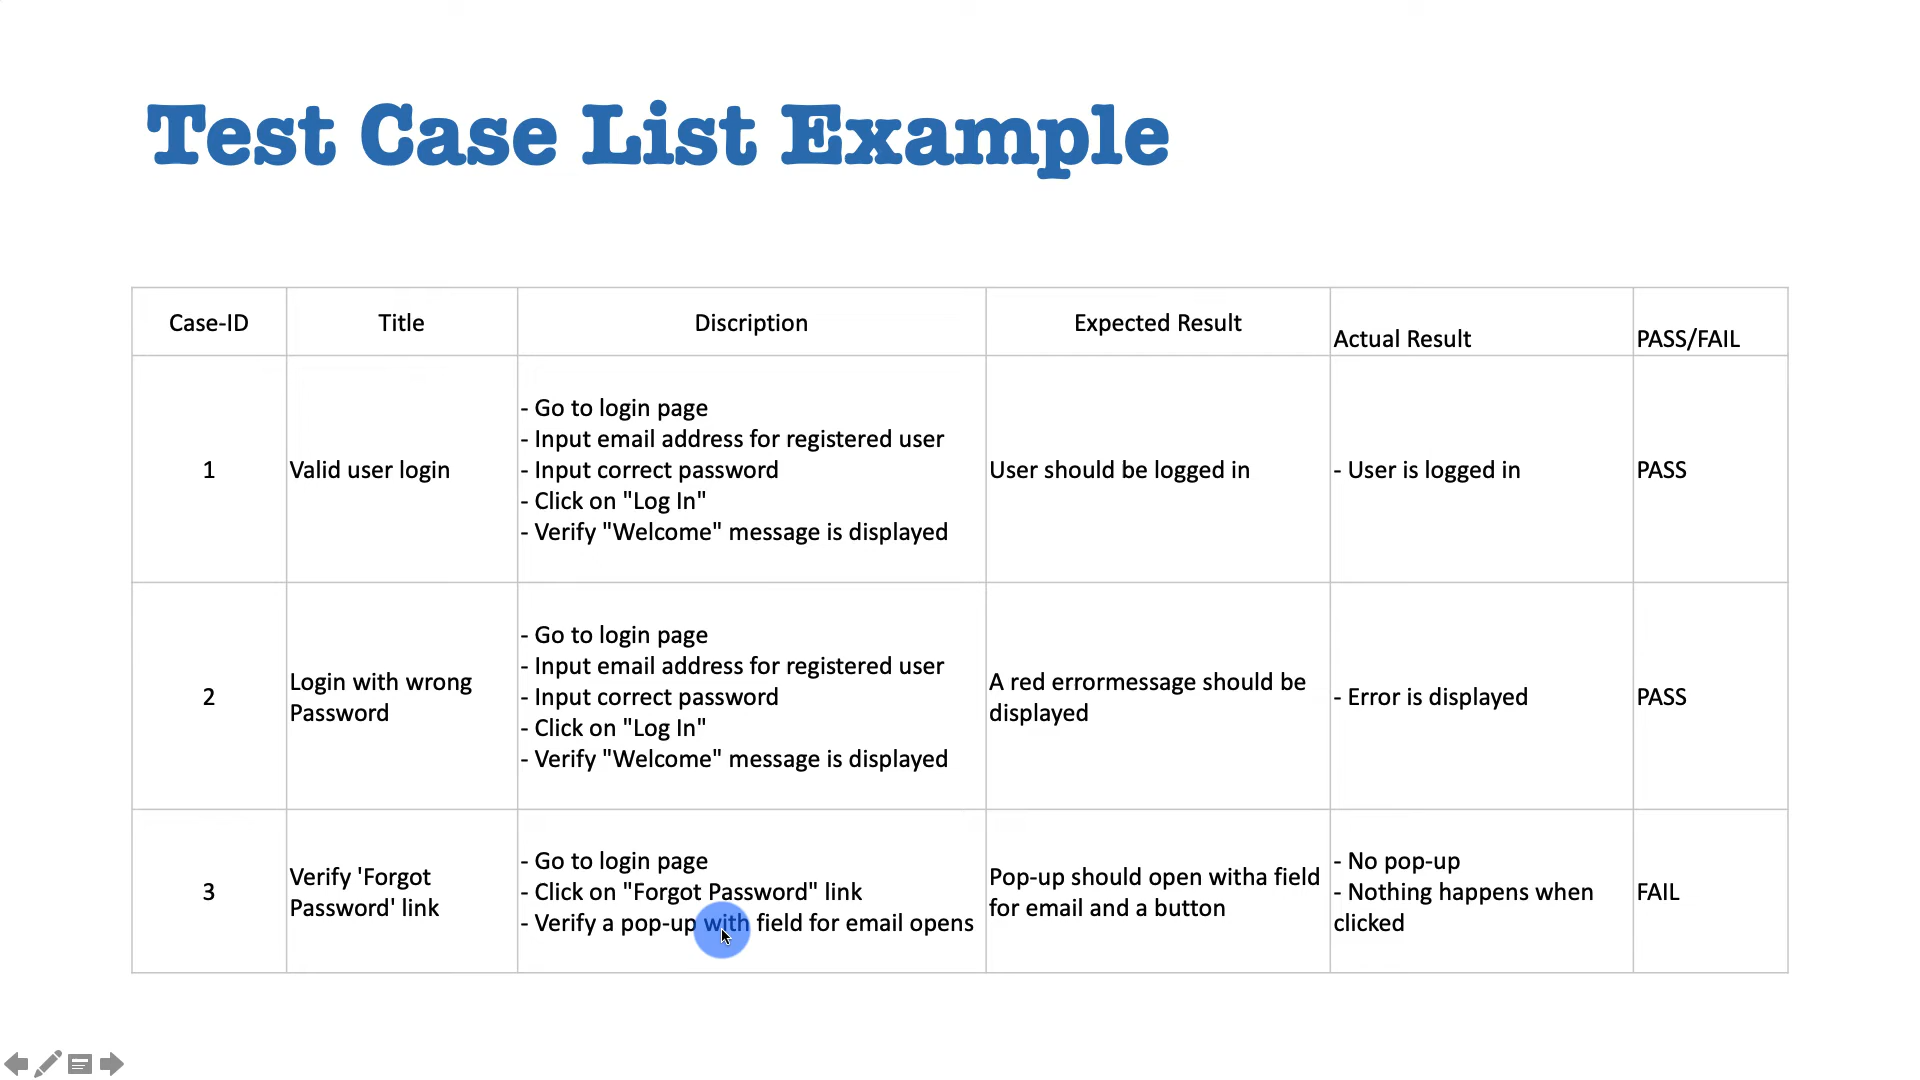 Test Case List Example
Case-ID
Title
Discription
Expected Result
Actual Result
PASS/FAIL
1
Valid user login
- Go to login page
- Input email address for registered user
- Input correct password
- Click on "Log In"
- Verify "Welcome" message is displayed
User should be logged in
- User is logged in
PASS
2
Login with wrong
Password
- Go to login page
- Input email address for registered user
- Input correct password
- Click on "Log In"
- Verify "Welcome" message is displayed
A red errormessage should be
displayed
- Error is displayed
PASS
3
Verify 'Forgot
Password' link
- Go to login page
- Click on "Forgot Password" link
- Verify a pop-up with field for email opens
Pop-up should open witha field
for email and a button
- No pop-up
- Nothing happens when
clicked
FAIL